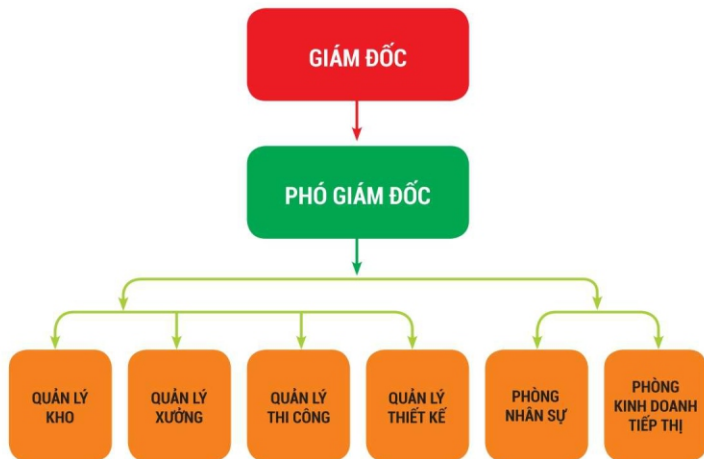 GIÁM ĐỐC
PHÓ GIÁM ĐỐC
QUẢN LÝ
KHO
QUẢN LÝ
XƯỞNG
QUẢN LÝ
THI CÔNG
QUẢN LÝ
THIẾT KẾ
PHÒNG
NHÂN SỰ
PHÒNG
KINH DOANH
TIẾP THỊ